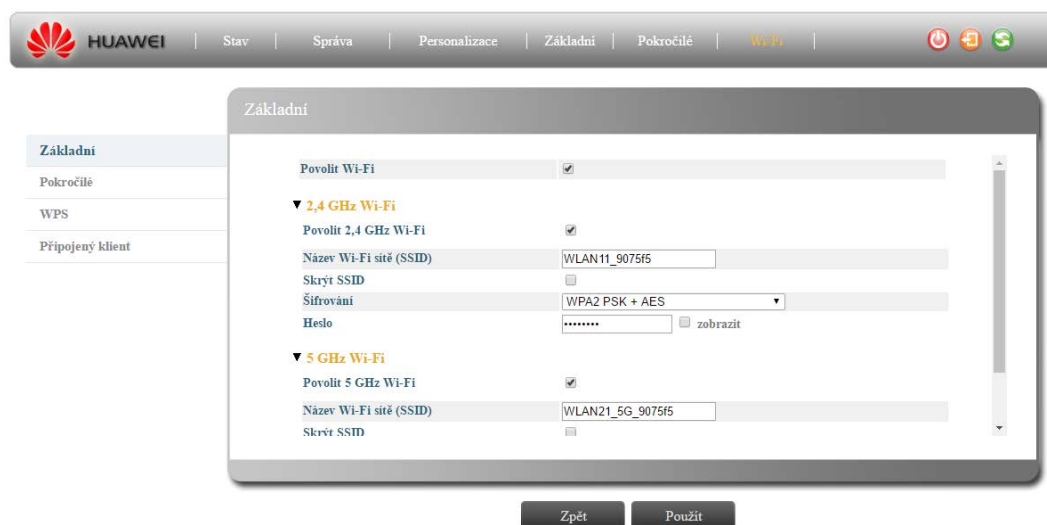 HUAWEI | Stav | Správa | Personalizace | Základní | Pokročilé | Wi-Fi |
Základní
Základní
Pokročilé
WPS
Připojený klient
Povolit Wi-Fi
2,4 GHz Wi-Fi
Povolit 2,4 GHz Wi-Fi
Název Wi-Fi sítě (SSID) WLAN11_9075f5
Skrýt SSID
Šifrování WPA2 PSK + AES
Heslo •••••••• zobrazit
5 GHz Wi-Fi
Povolit 5 GHz Wi-Fi
Název Wi-Fi sítě (SSID) WLAN21_5G_9075f5
Skrýt SSID
Zpět Použít